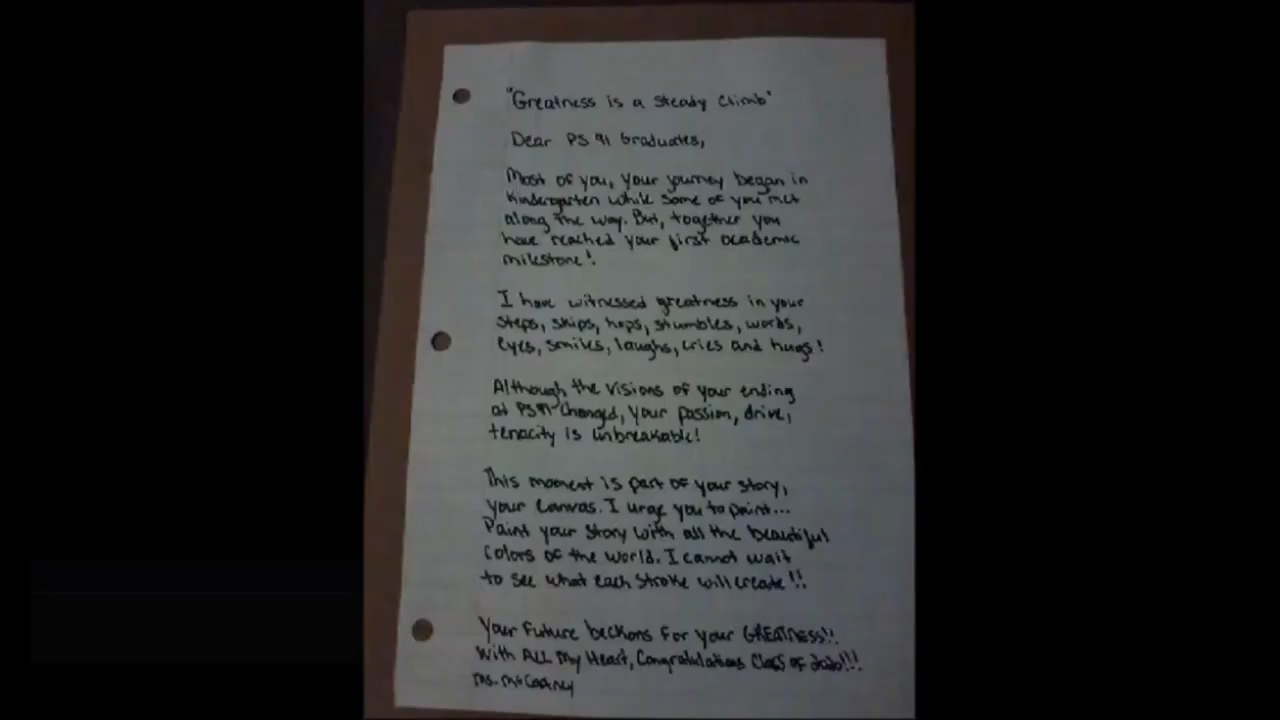 "Greatness is a steady climb"
Dear PS 91 Graduates,
Most of you, your journey began in
Kindergarten while some of you met
along the way. But, together you
have reached your first academic
milestone!
I have witnessed greatness in your
steps, skips, hops, stumbles, words,
eyes, smiles, laughs, cries and hugs!
Although the visions of your ending
at PS 91 changed, your passion, drive,
tenacity is unbreakable!
This moment is part of your story,
your canvas. I urge you to paint...
Paint your story with all the beautiful
colors of the world. I cannot wait
to see what each stroke will create!!
Your future beckons for your GREATNESS!!
With ALL My Heart, Congratulations Class of 2020!!!
Ms. McCartney